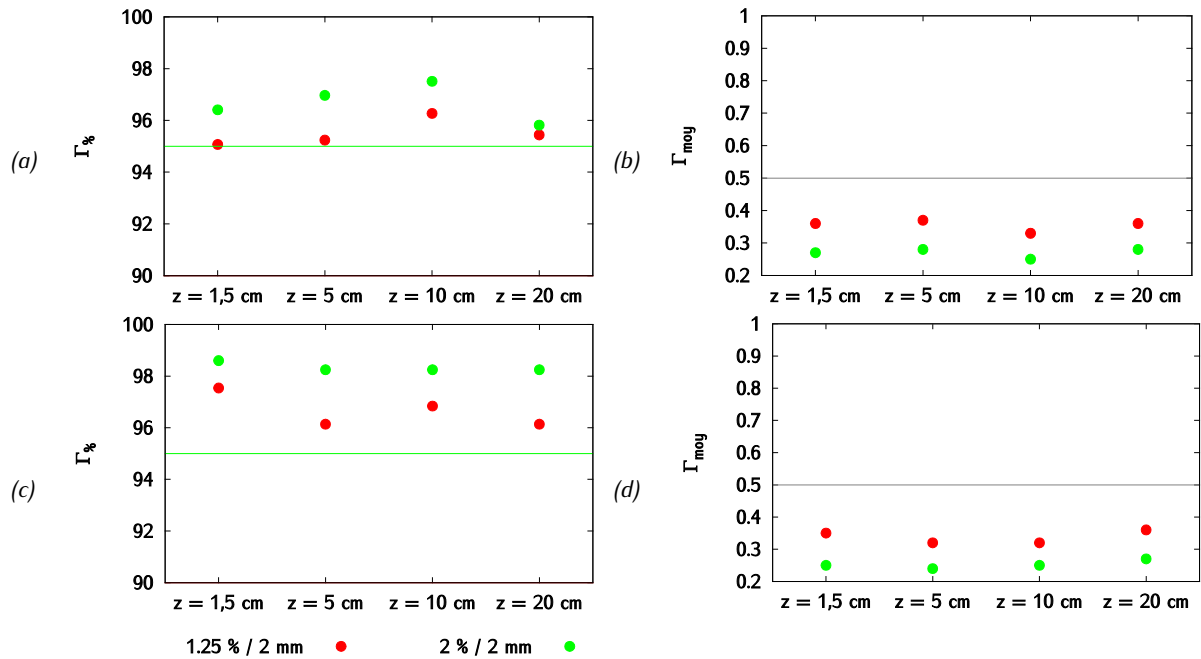 (a)
Γ%
100
98
96
94
92
90
z = 1,5 cm z = 5 cm z = 10 cm z = 20 cm
(b)
Γmoy
1
0.9
0.8
0.7
0.6
0.5
0.4
0.3
0.2
z = 1,5 cm z = 5 cm z = 10 cm z = 20 cm
(c)
Γ%
100
98
96
94
92
90
z = 1,5 cm z = 5 cm z = 10 cm z = 20 cm
(d)
Γmoy
1
0.9
0.8
0.7
0.6
0.5
0.4
0.3
0.2
z = 1,5 cm z = 5 cm z = 10 cm z = 20 cm
1.25 % / 2 mm 2 % / 2 mm